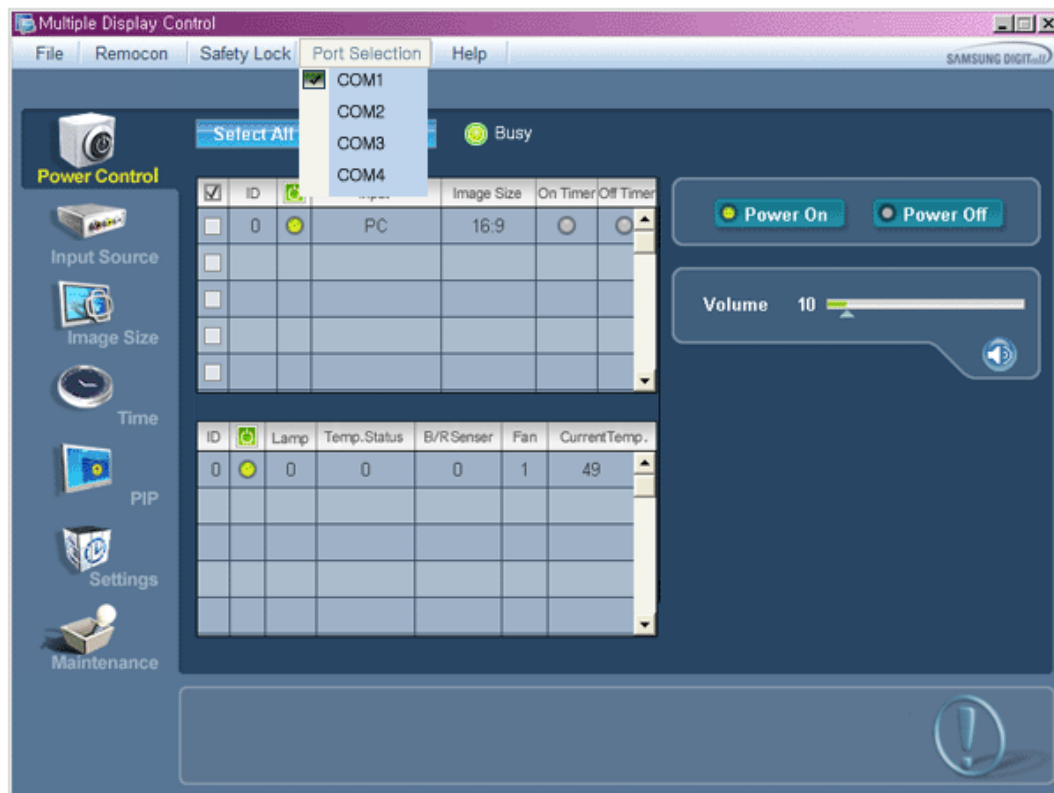 Multiple Display Control
File Remocon Safety Lock Port Selection Help
SAMSUNG DIGITall
COM1
COM2
COM3
COM4
Select All
Busy
Power Control
Input Source
Image Size
Time
PIP
Settings
Maintenance
ID Image Size On Timer Off Timer
0 PC 16:9
ID Lamp Temp.Status B/RSenser Fan CurrentTemp.
0 0 0 0 1 49
Power On Power Off
Volume 10